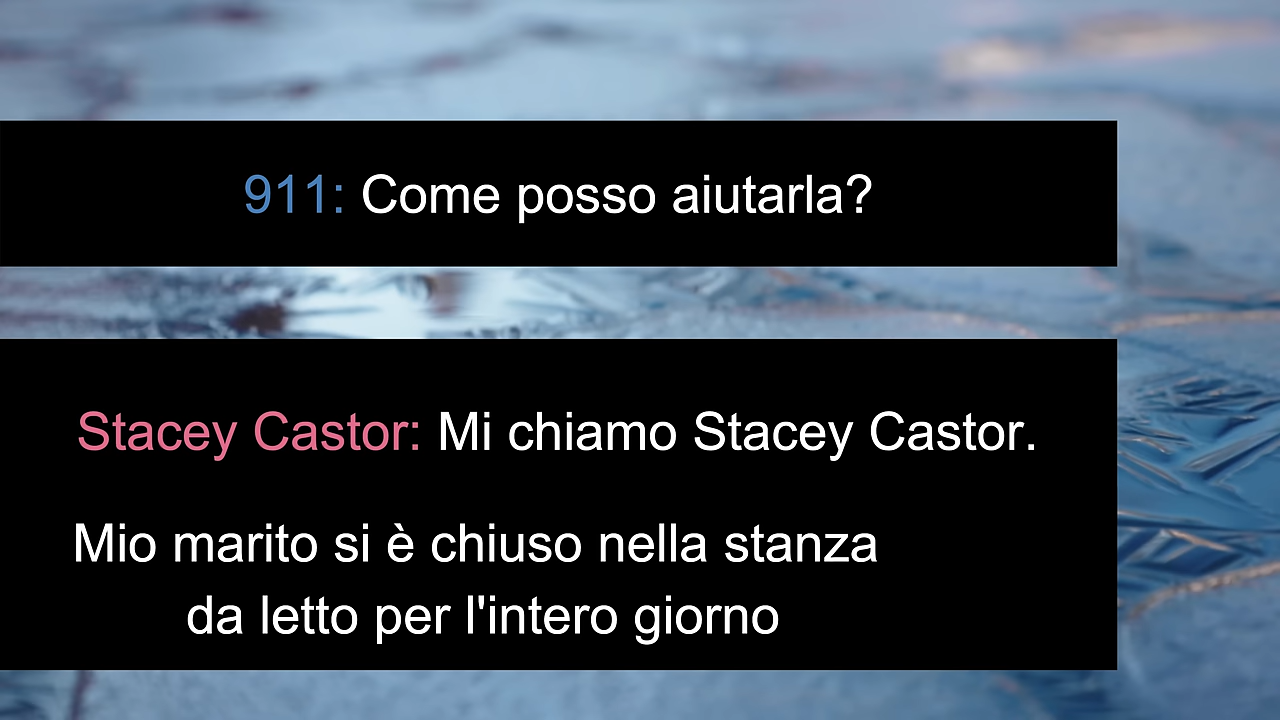 911: Come posso aiutarla?
Stacey Castor: Mi chiamo Stacey Castor.
Mio marito si è chiuso nella stanza
da letto per l'intero giorno